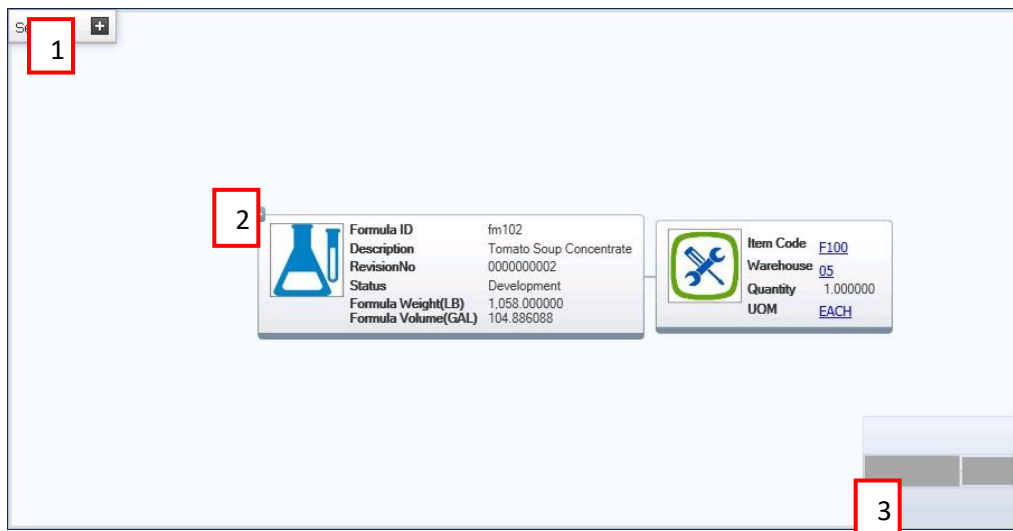 1
2
Formula ID fm102
Description Tomato Soup Concentrate
RevisionNo 0000000002
Status Development
Formula Weight(LB) 1,058.000000
Formula Volume(GAL) 104.886088
Item Code F100
Warehouse 05
Quantity 1.000000
UOM EACH
3